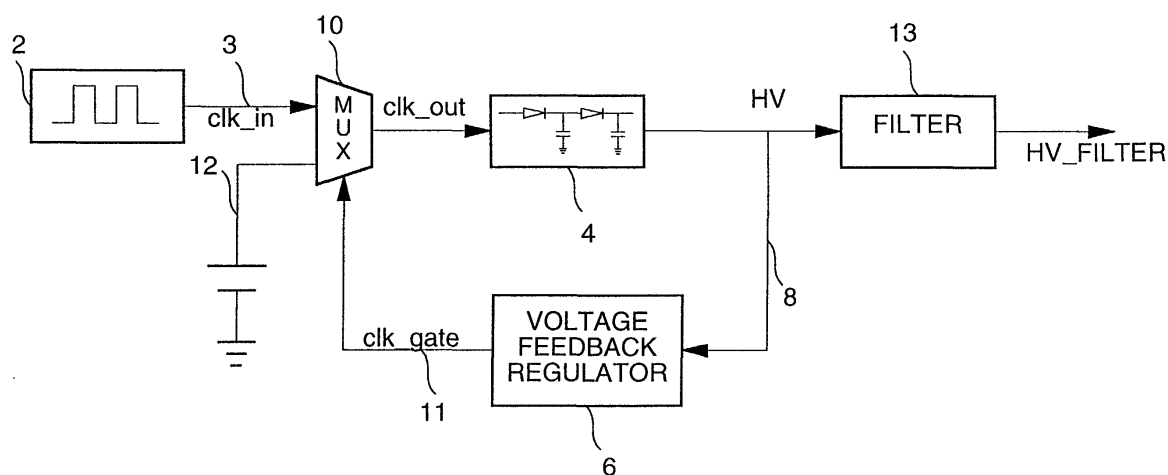 2
3
10
13
clk_in
M
U
X
clk_out
HV
FILTER
HV_FILTER
12
4
8
clk_gate
VOLTAGE
FEEDBACK
REGULATOR
11
6